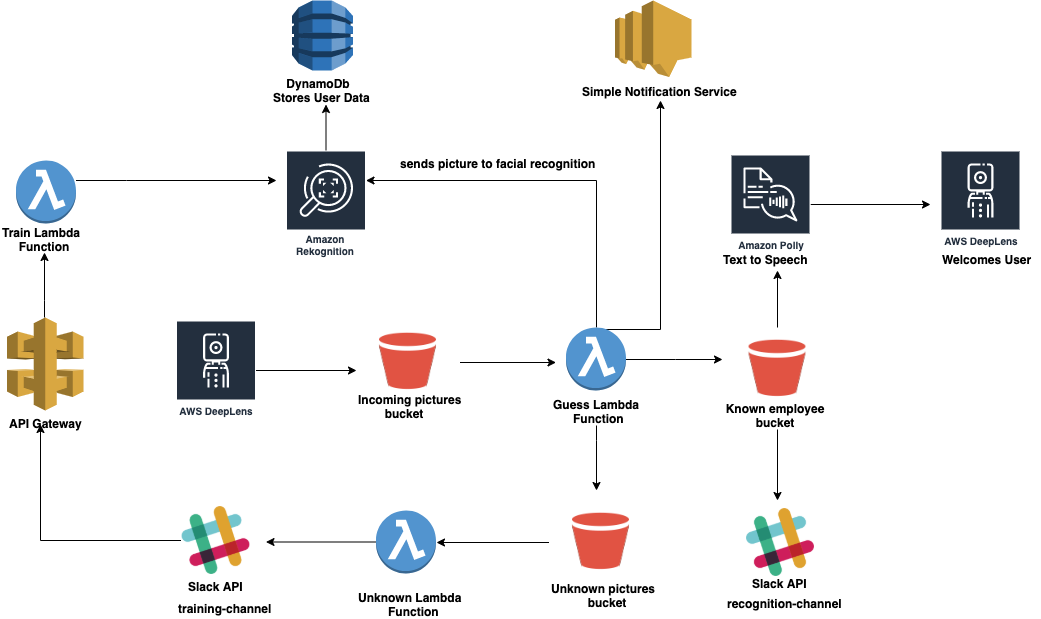 DynamoDb
Stores User Data
Simple Notification Service
sends picture to facial recognition
Train Lambda
Function
Amazon
Rekognition
Amazon Polly
Text to Speech
AWS DeepLens
Welcomes User
API Gateway
AWS DeepLens
Incoming pictures
bucket
Guess Lambda
Function
Known employee
bucket
Slack API
training-channel
Unknown Lambda
Function
Unknown pictures
bucket
Slack API
recognition-channel